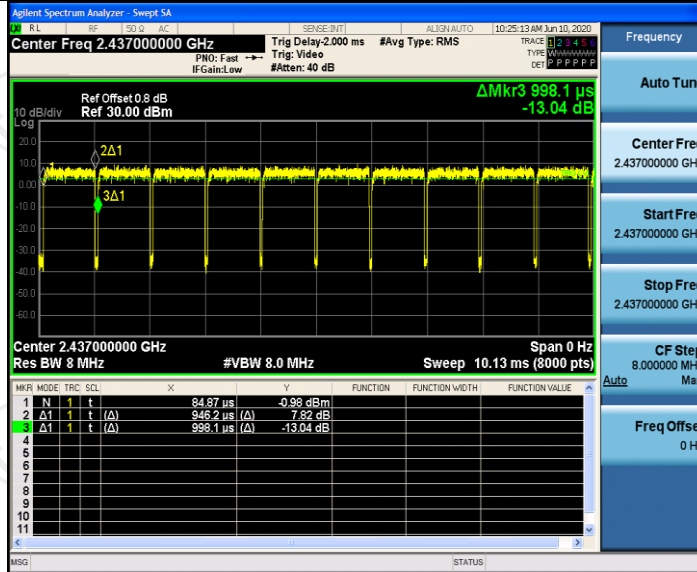 Agilent Spectrum Analyzer - Swept SA
RL RF 50 Ω AC SENSE:INT ALIGN AUTO 10:25:13 AM Jun 10, 2020
Center Freq 2.437000000 GHz
PNO: Fast
IFGain:Low
Trig Delay-2.000 ms
Trig: Video
#Atten: 40 dB
#Avg Type: RMS
TRACE 1 2 3 4 5 6
TYPE W
DET P P P P P P
Frequency
Auto Tun
Center Freq
2.437000000 GH
Start Freq
2.437000000 GH
Stop Freq
2.437000000 GH
CF Step
8.000000 MH
Auto Ma
Freq Offse
0 H
ΔMkr3 998.1 µs
-13.04 dB
Ref Offset 0.8 dB
10 dB/div Ref 30.00 dBm
Log
20.0
10.0
0.00
-10.0
-20.0
-30.0
-40.0
-50.0
-60.0
1
2Δ1
3Δ1
Center 2.437000000 GHz Span 0 Hz
Res BW 8 MHz #VBW 8.0 MHz Sweep 10.13 ms (8000 pts)
MKR MODE TRC SCL X Y FUNCTION FUNCTION WIDTH FUNCTION VALUE
1 N 1 t 84.87 µs -0.98 dBm
2 Δ1 1 t (Δ) 946.2 µs (Δ) 7.82 dB
3 Δ1 1 t (Δ) 998.1 µs (Δ) -13.04 dB
4
5
6
7
8
9
10
11
MSG STATUS